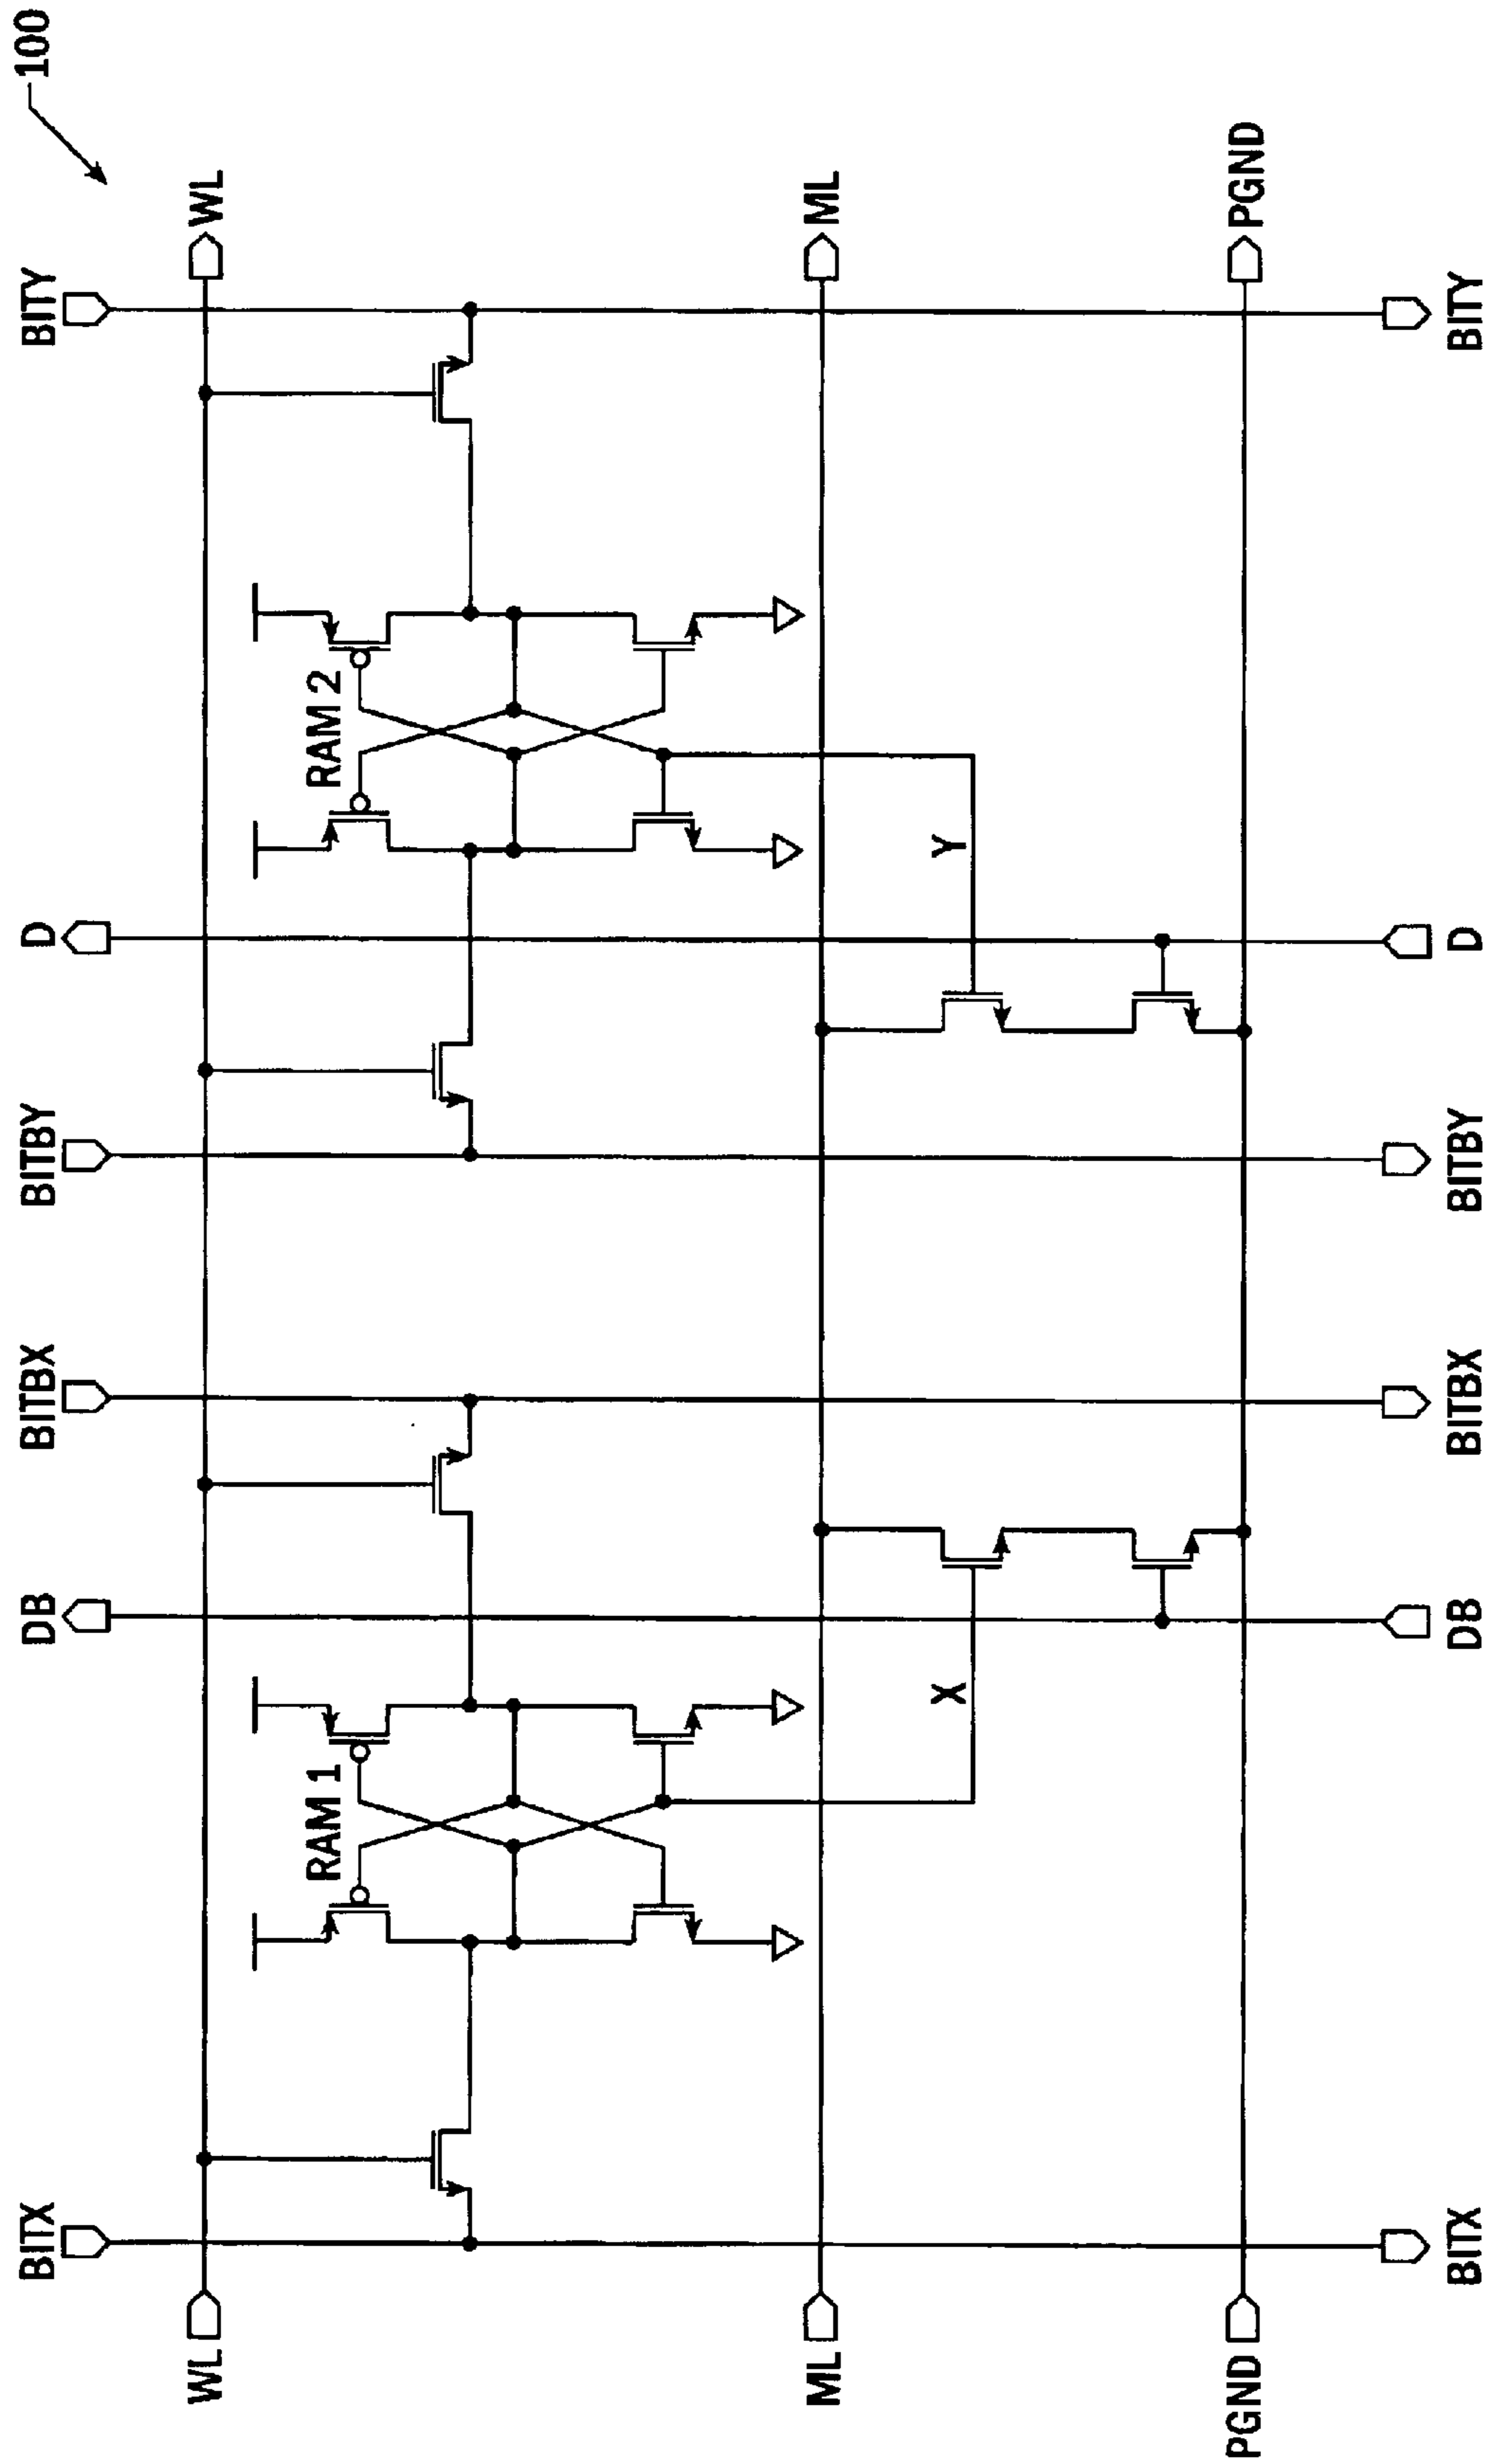 100
BITX
DB
BITBX
BITBY
D
BITY
WL
WL
RAM 1
RAM 2
ML
ML
X
Y
PGND
PGND
BITX
DB
BITBX
BITBY
D
BITY